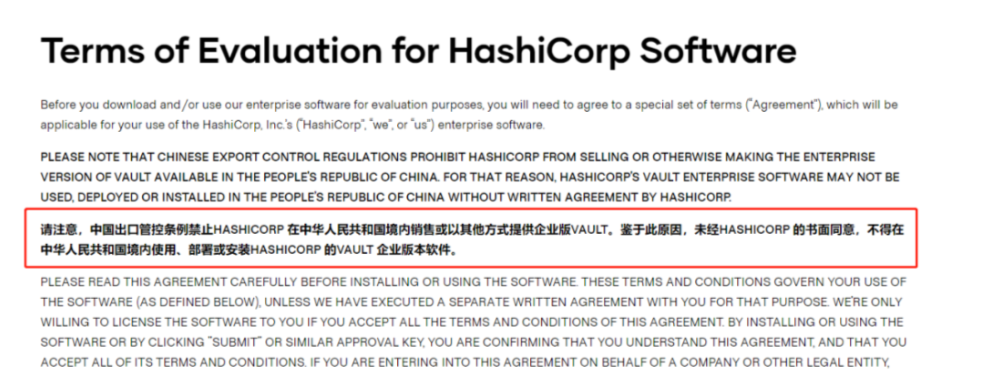 Terms of Evaluation for HashiCorp Software
Before you download and/or use our enterprise software for evaluation purposes, you will need to agree to a special set of terms ("Agreement"), which will be
applicable for your use of the HashiCorp, Inc.'s ("HashiCorp", "we", or "us") enterprise software.
PLEASE NOTE THAT CHINESE EXPORT CONTROL REGULATIONS PROHIBIT HASHICORP FROM SELLING OR OTHERWISE MAKING THE ENTERPRISE
VERSION OF VAULT AVAILABLE IN THE PEOPLE'S REPUBLIC OF CHINA. FOR THAT REASON, HASHICORP'S VAULT ENTERPRISE SOFTWARE MAY NOT BE
USED, DEPLOYED OR INSTALLED IN THE PEOPLE'S REPUBLIC OF CHINA WITHOUT WRITTEN AGREEMENT BY HASHICORP.
请注意，中国出口管控条例禁止HASHICORP 在中华人民共和国境内销售或以其他方式提供企业版VAULT。鉴于此原因，未经HASHICORP 的书面同意，不得在
中华人民共和国境内使用、部署或安装HASHICORP 的VAULT 企业版本软件。
PLEASE READ THIS AGREEMENT CAREFULLY BEFORE INSTALLING OR USING THE SOFTWARE. THESE TERMS AND CONDITIONS GOVERN YOUR USE OF
THE SOFTWARE (AS DEFINED BELOW), UNLESS WE HAVE EXECUTED A SEPARATE WRITTEN AGREEMENT WITH YOU FOR THAT PURPOSE. WE'RE ONLY
WILLING TO LICENSE THE SOFTWARE TO YOU IF YOU ACCEPT ALL THE TERMS AND CONDITIONS OF THIS AGREEMENT. BY INSTALLING OR USING THE
SOFTWARE OR BY CLICKING "SUBMIT" OR SIMILAR APPROVAL KEY, YOU ARE CONFIRMING THAT YOU UNDERSTAND THIS AGREEMENT, AND THAT YOU
ACCEPT ALL OF ITS TERMS AND CONDITIONS. IF YOU ARE ENTERING INTO THIS AGREEMENT ON BEHALF OF A COMPANY OR OTHER LEGAL ENTITY,